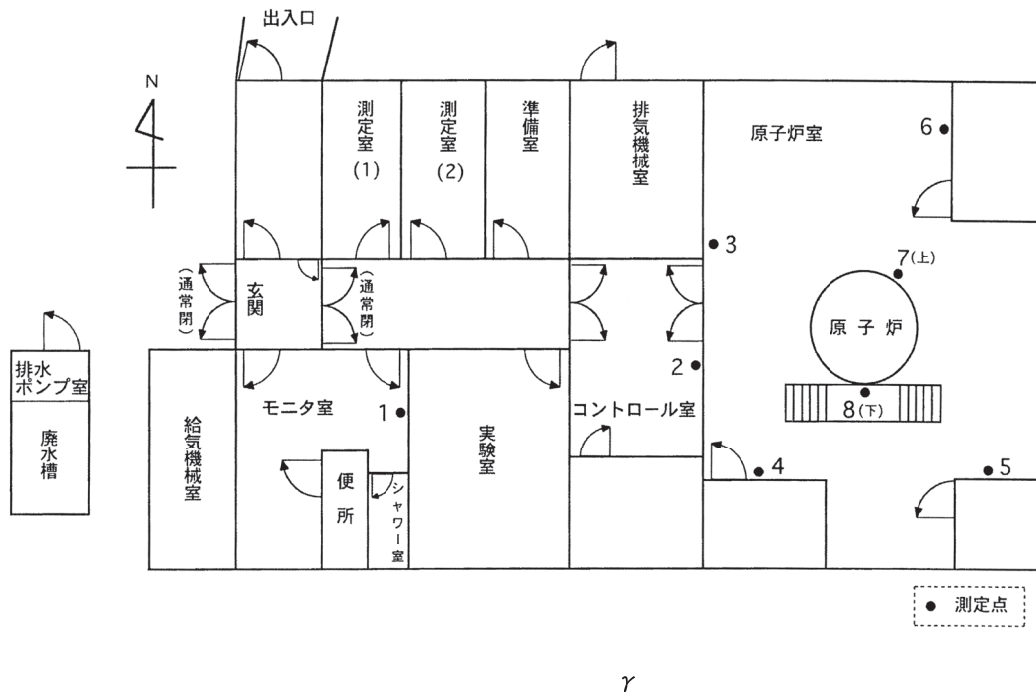 出入口
N
測定室
(1)
測定室
(2)
準備室
排気機械室
原子炉室
6
3
7(上)
(通常閉)
玄関
(通常閉)
原子炉
排水
ポンプ室
廃水槽
給気機械室
モニタ室
1
便所
シャワー室
実験室
2
コントロール室
8(下)
4
5
測定点
γ